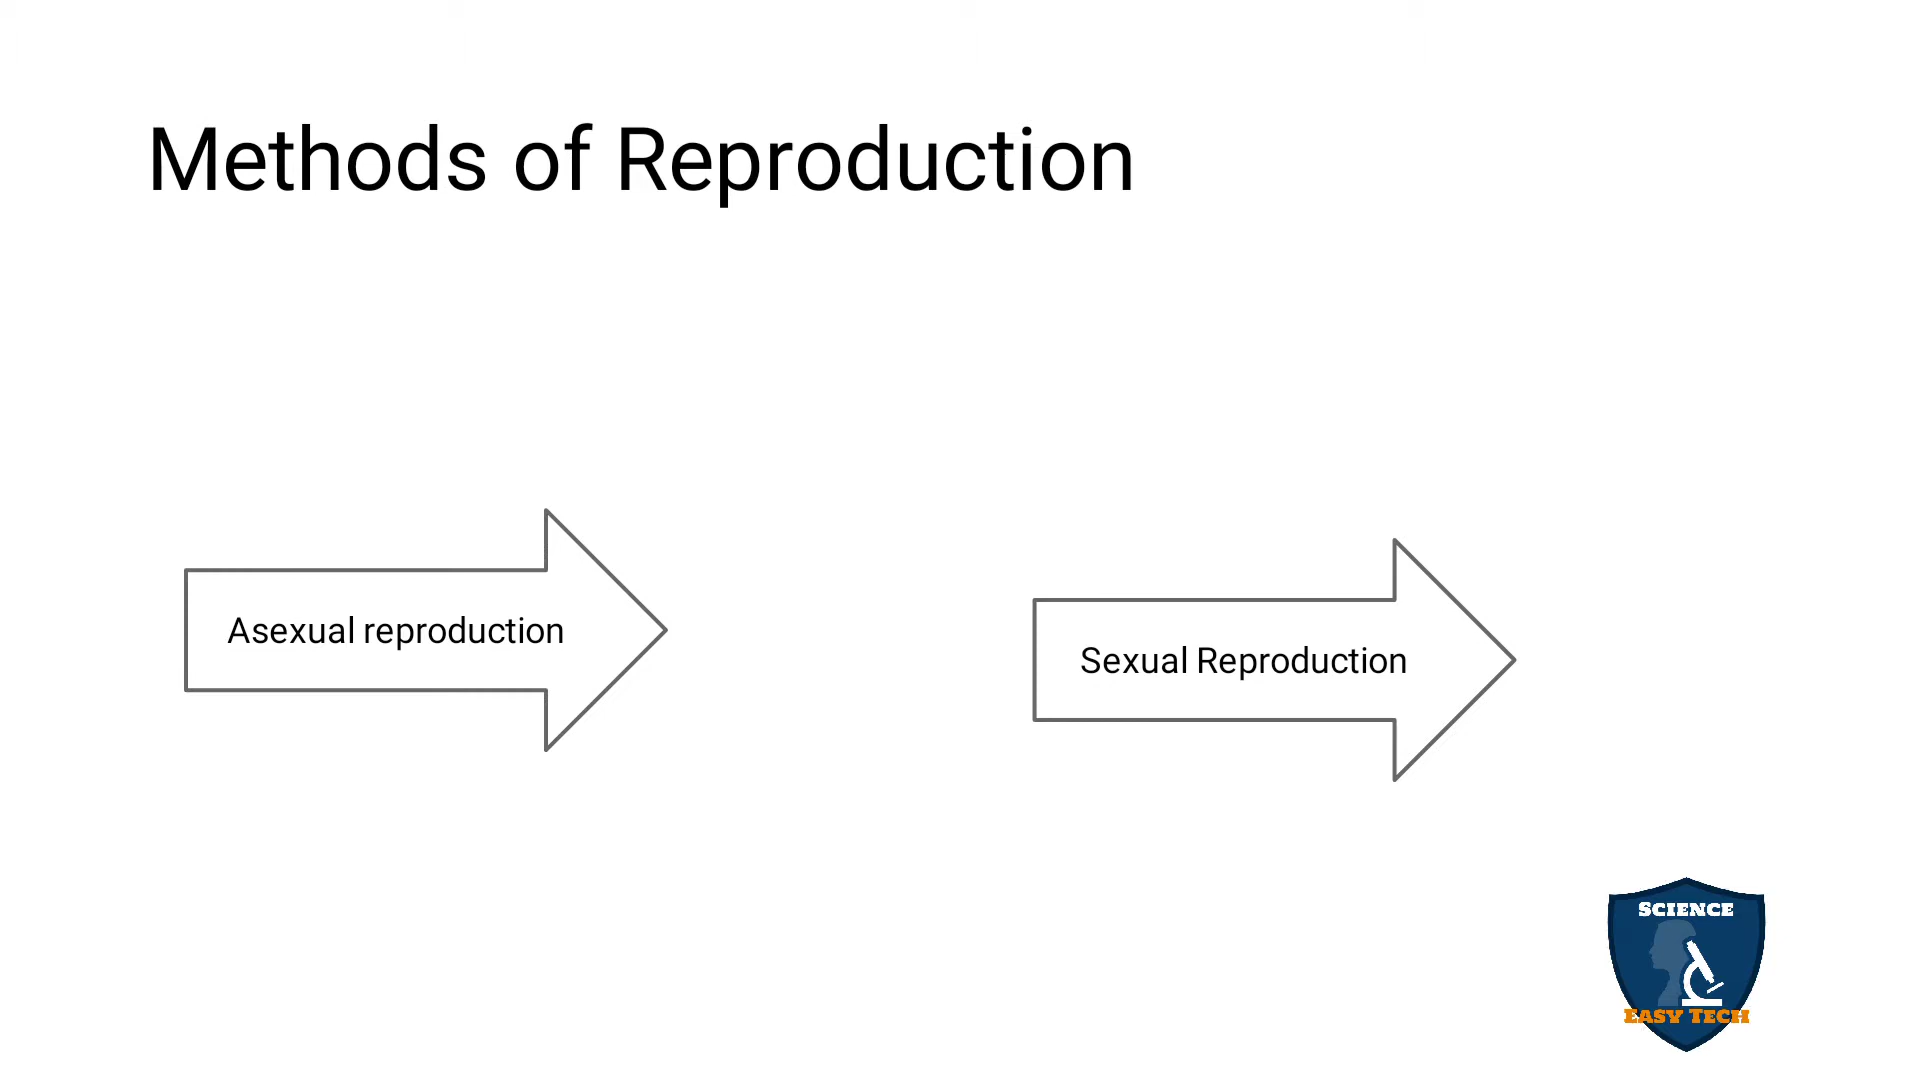 Methods of Reproduction
Asexual reproduction
Sexual Reproduction
SCIENCE
EASY TECH